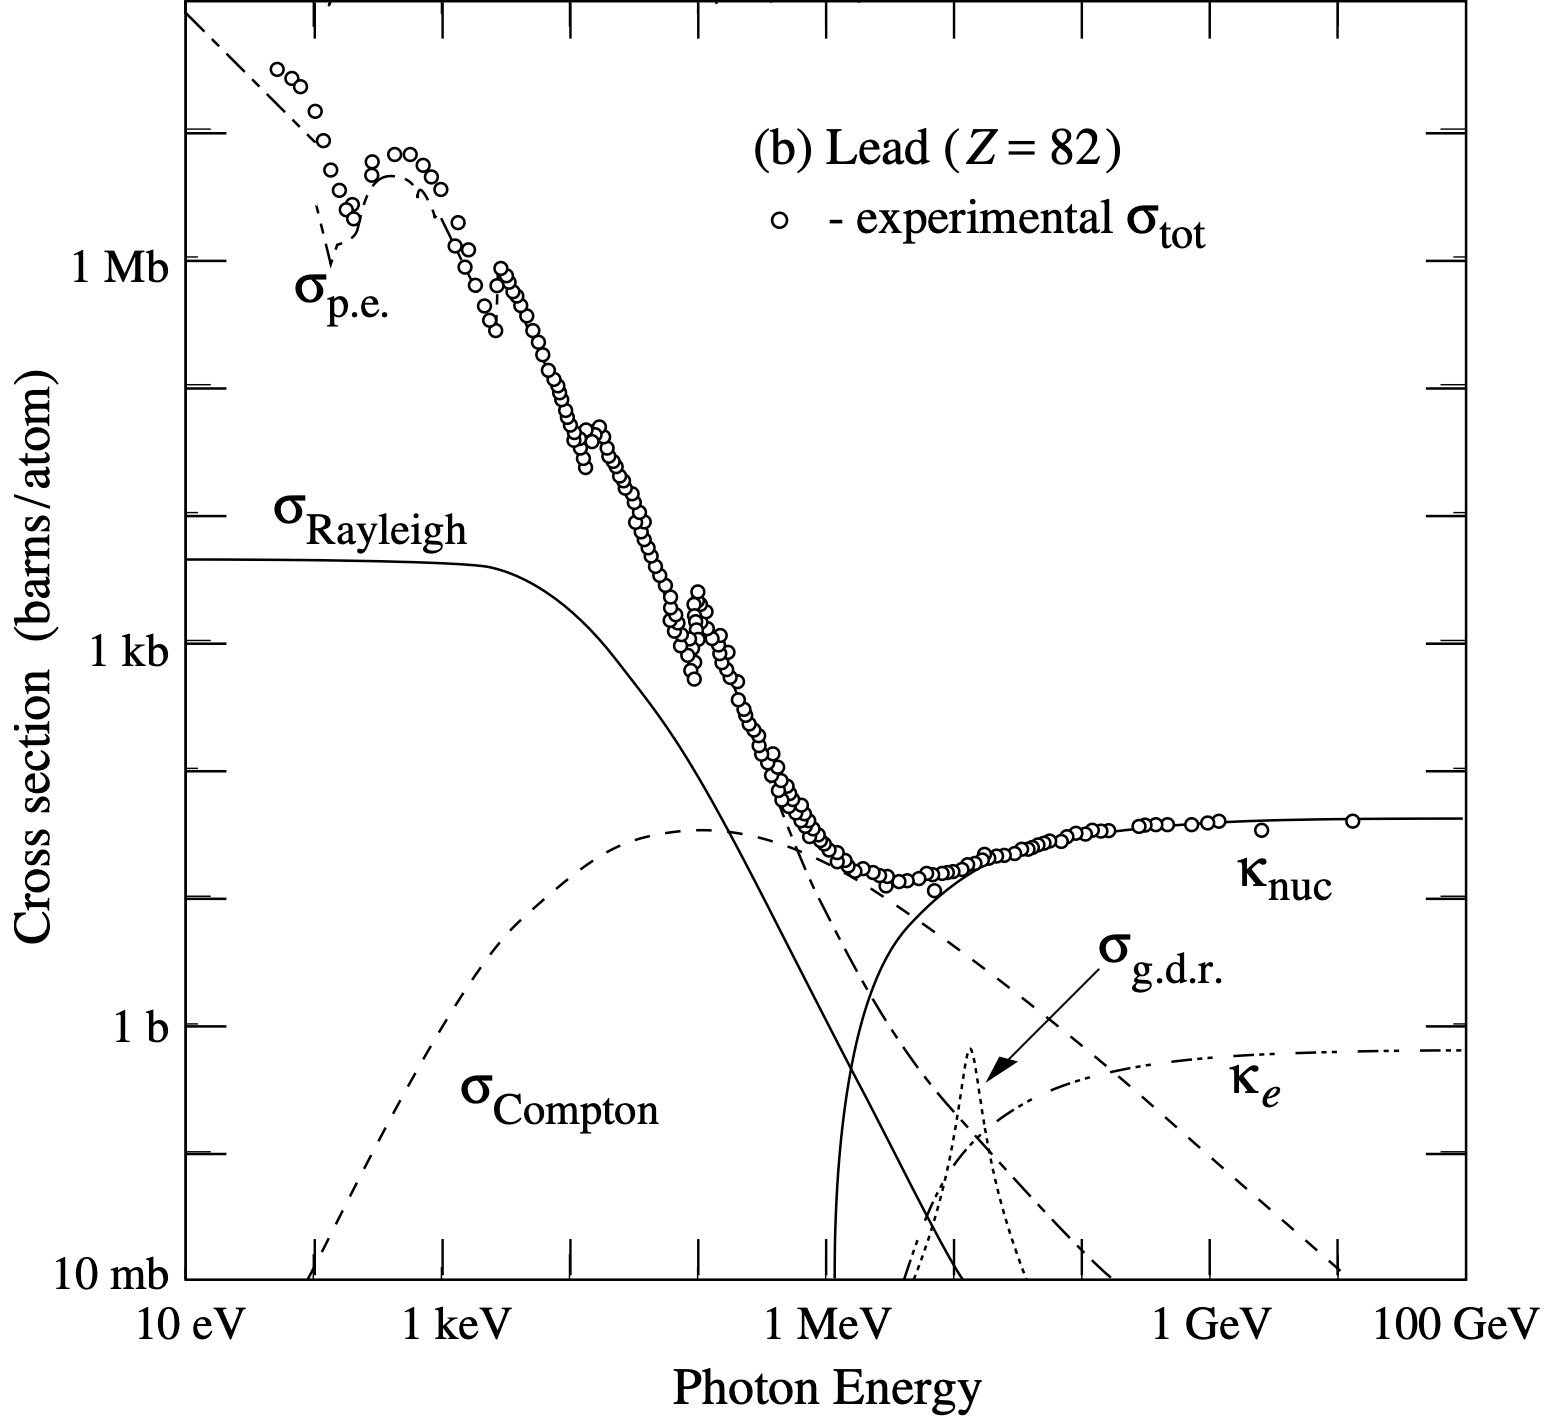 (b) Lead (Z = 82)
- experimental σtot
1 Mb
σp.e.
σRayleigh
1 kb
κnuc
σg.d.r.
1 b
κe
σCompton
10 mb
10 eV 1 keV 1 MeV 1 GeV 100 GeV
Photon Energy
Cross section (barns/atom)